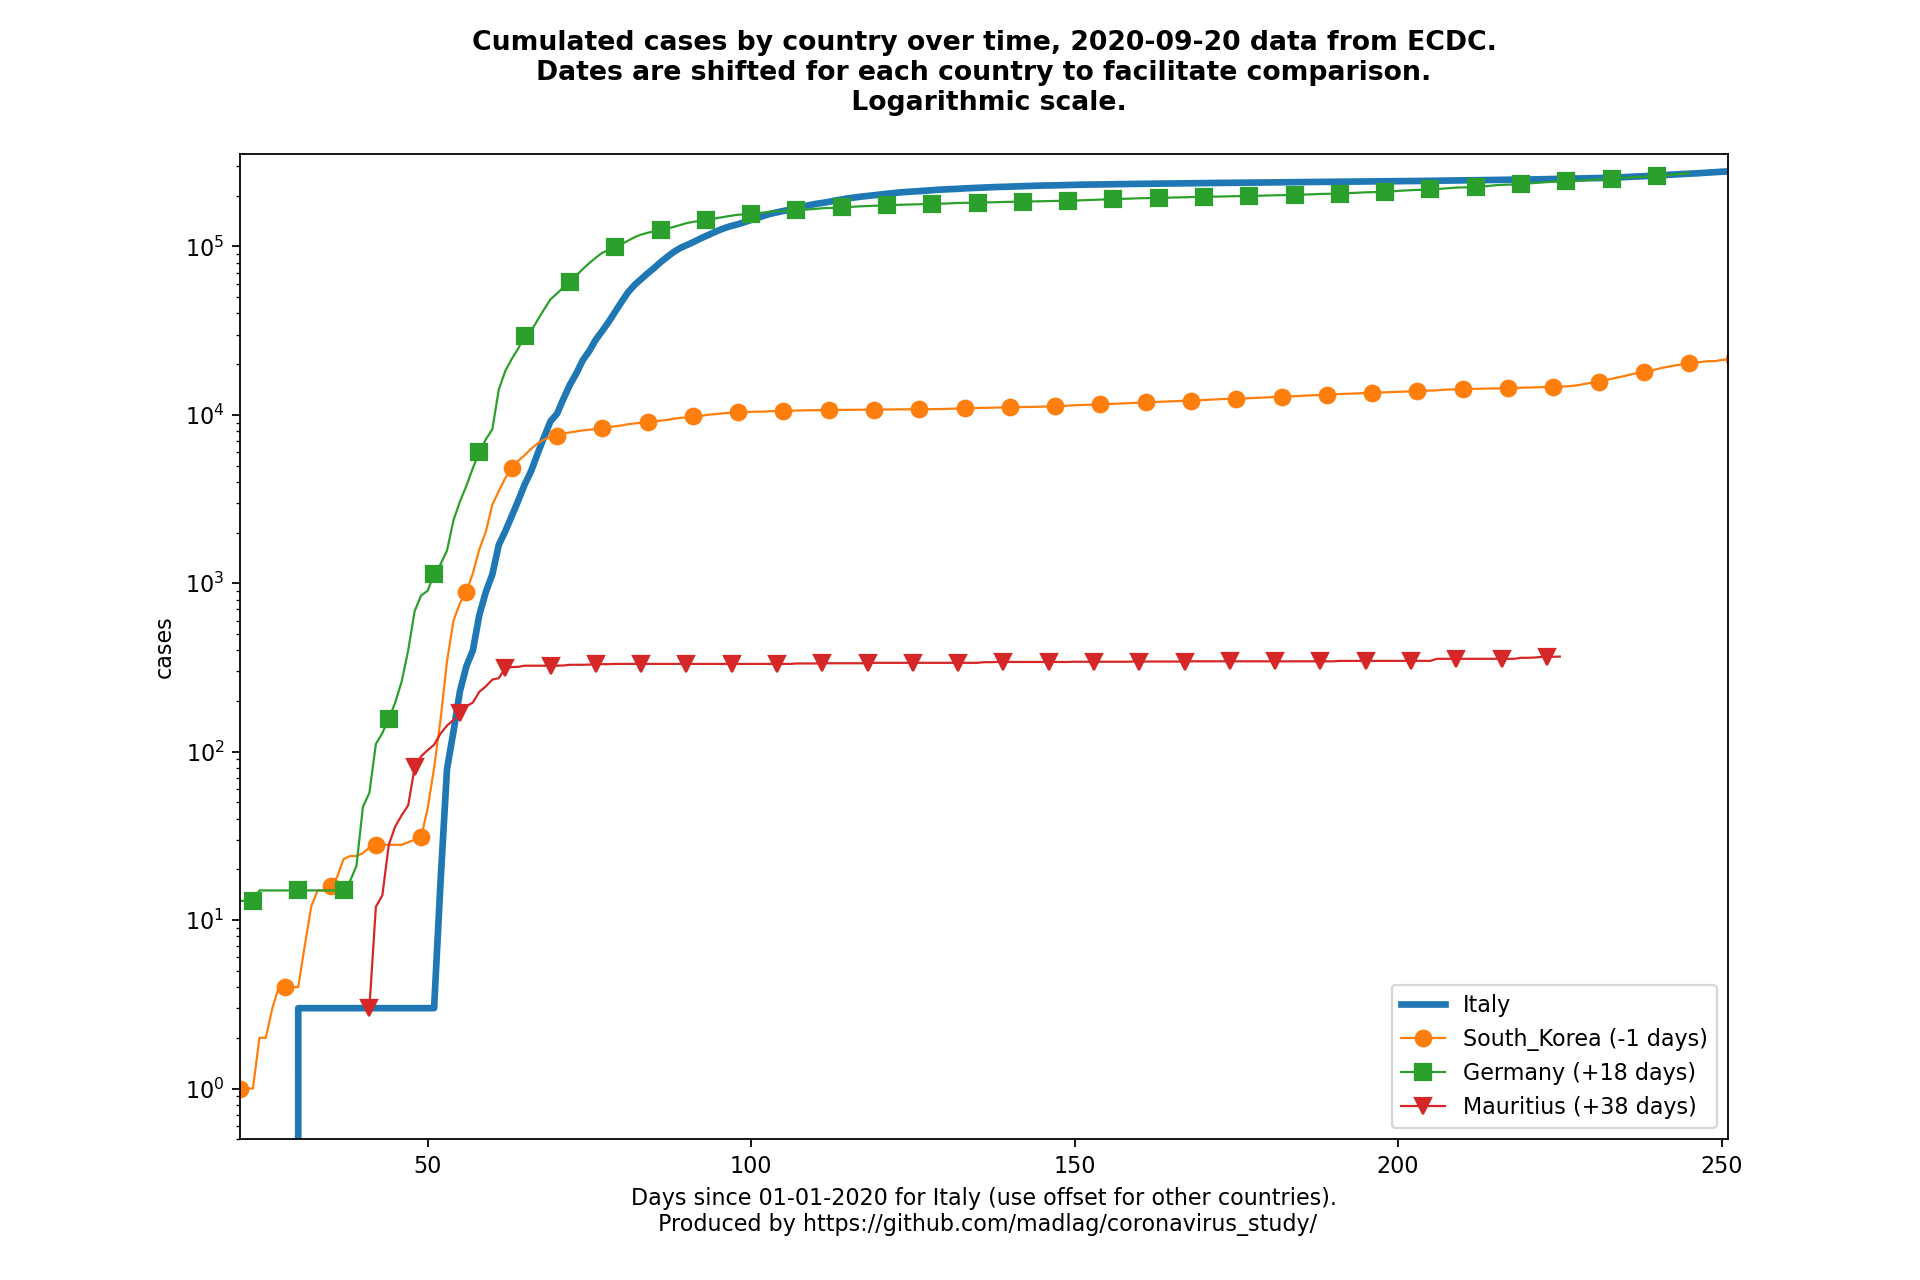 Cumulated cases by country over time, 2020-09-20 data from ECDC.
Dates are shifted for each country to facilitate comparison.
Logarithmic scale.
10⁵
10⁴
10³
10²
10¹
10⁰
cases
Italy
South_Korea (-1 days)
Germany (+18 days)
Mauritius (+38 days)
50 100 150 200 250
Days since 01-01-2020 for Italy (use offset for other countries).
Produced by https://github.com/madlag/coronavirus_study/